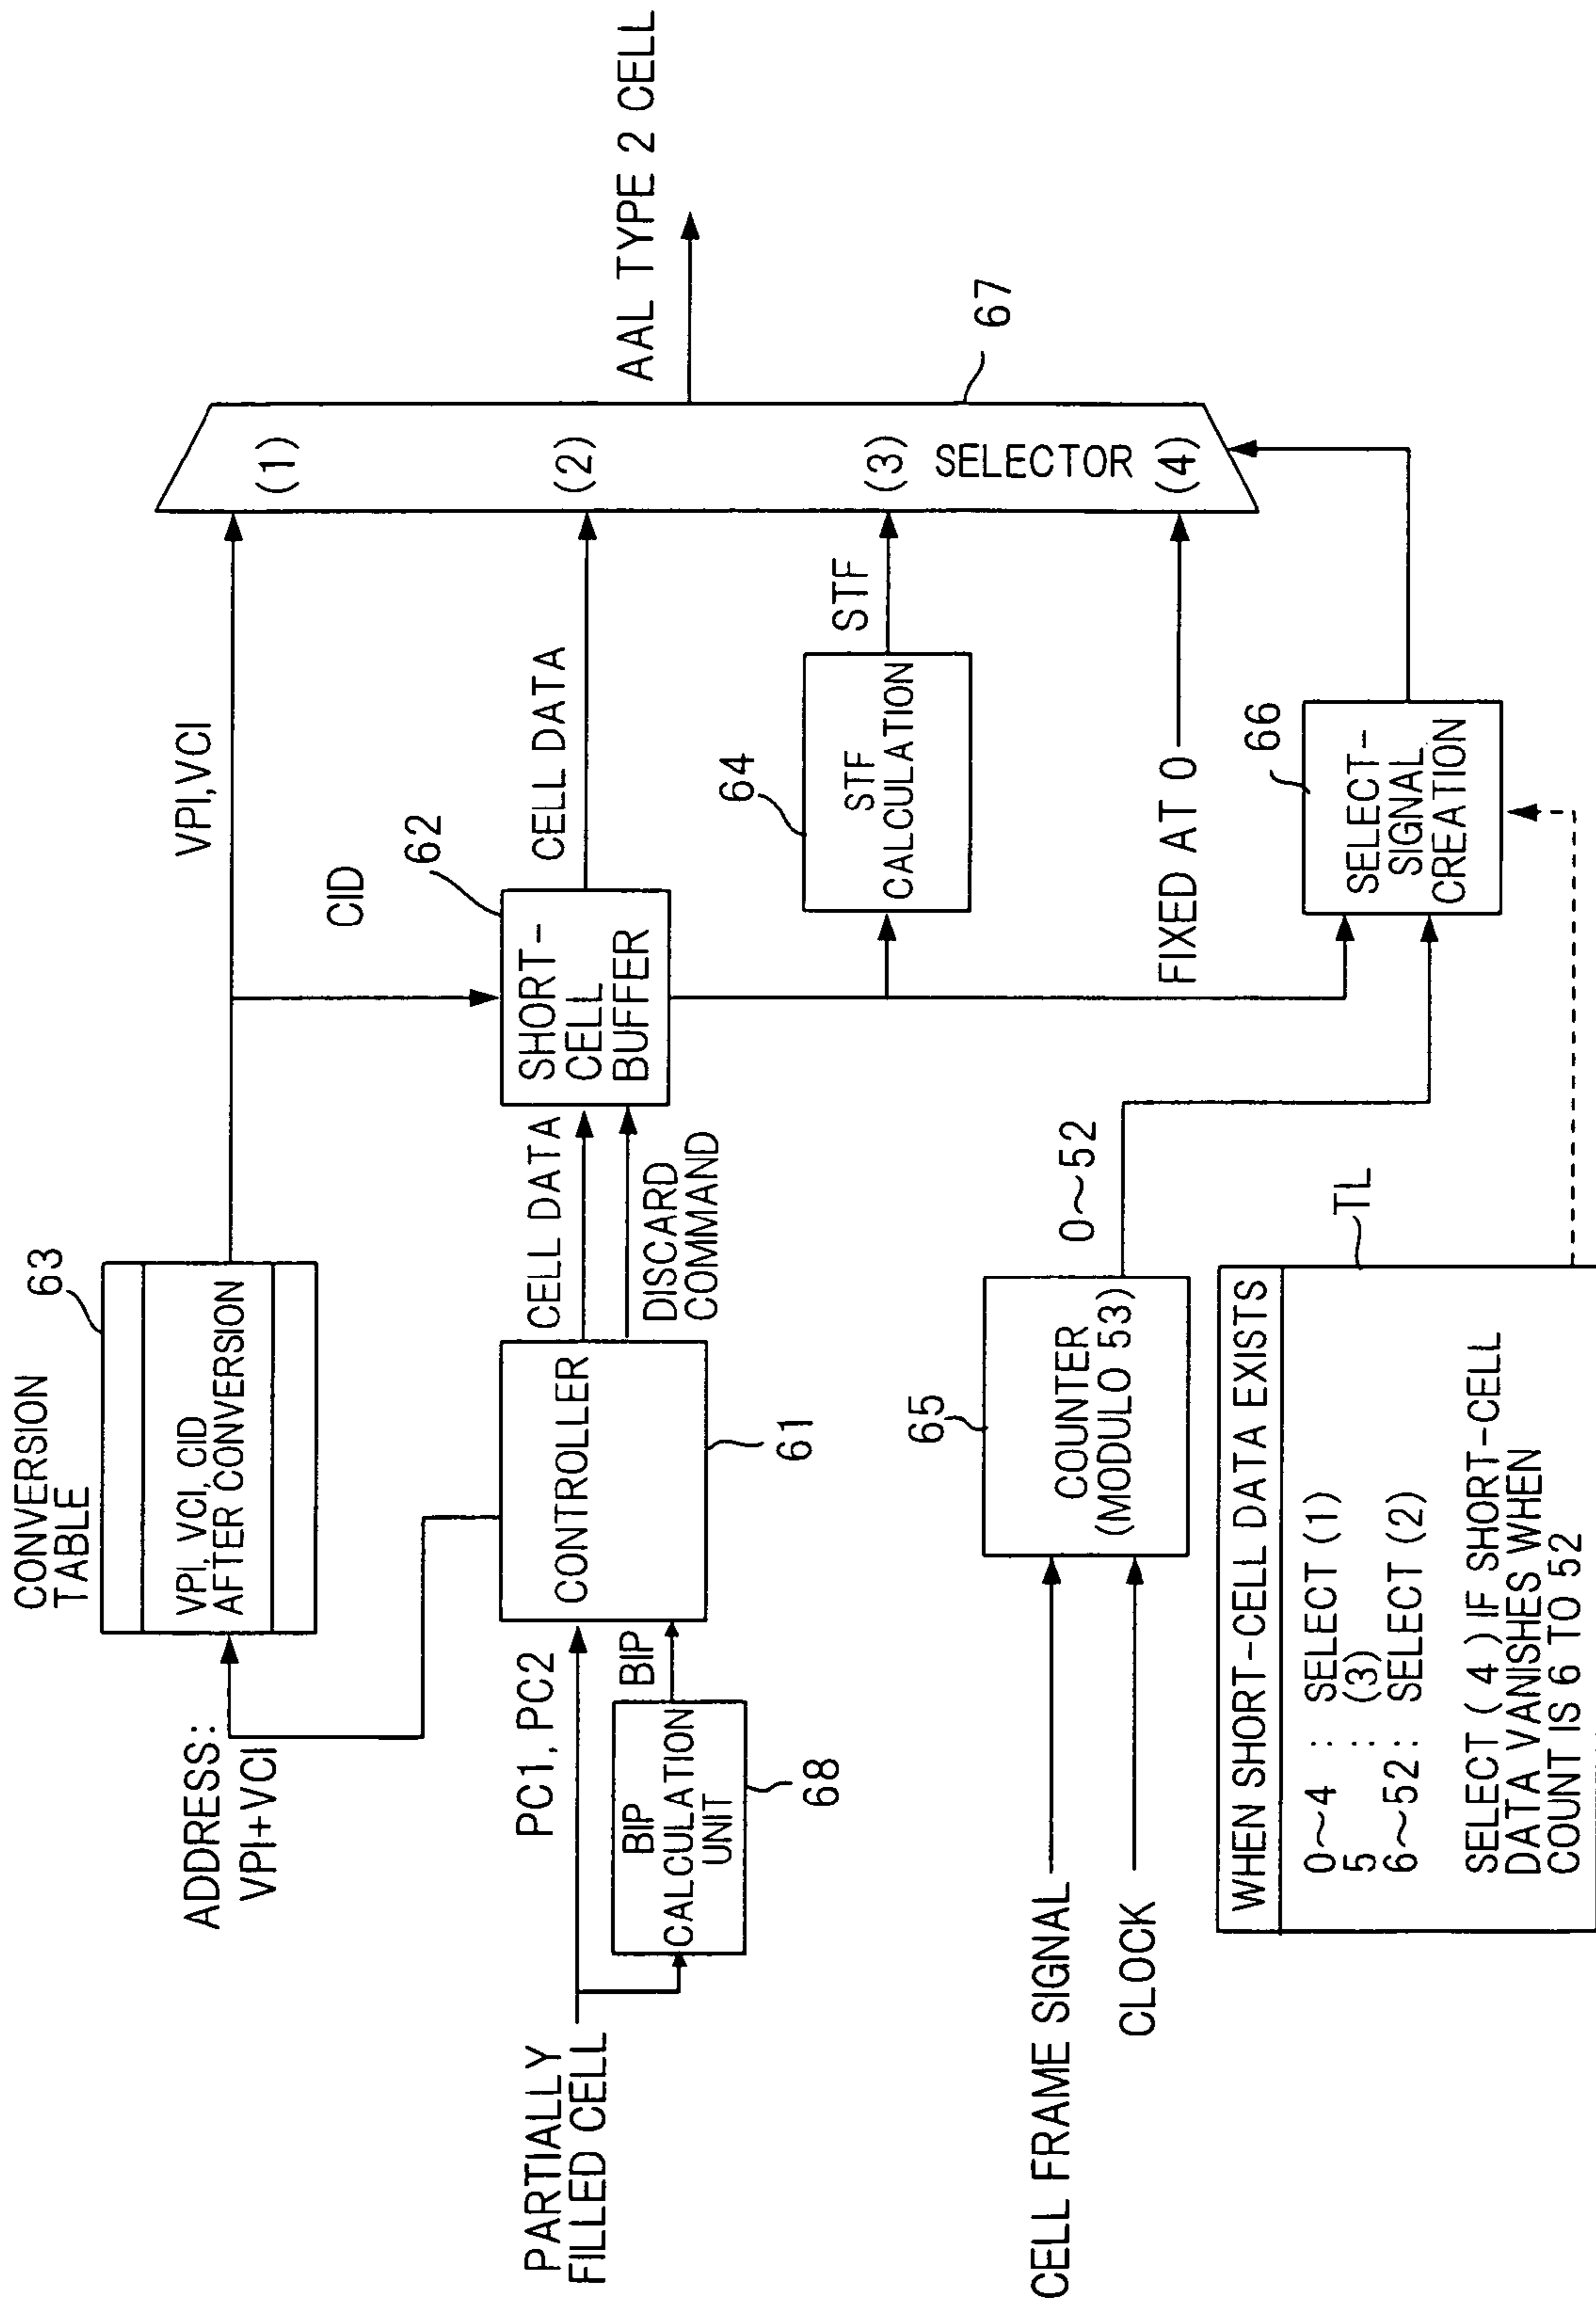 CONVERSION
TABLE
63
VPI, VCI, CID
AFTER CONVERSION
ADDRESS:
VPI+VCI
VPI,VCI
CID
PARTIALLY
FILLED CELL
PC1, PC2
BIP
CALCULATION
UNIT
68
BIP
CONTROLLER
61
CELL DATA
DISCARD
COMMAND
SHORT-
CELL
BUFFER
62
CELL DATA
STF
CALCULATION
64
STF
FIXED AT 0
(1)
(2)
(3)
SELECTOR
(4)
67
AAL TYPE 2 CELL
CELL FRAME SIGNAL
CLOCK
COUNTER
(MODULO 53)
65
0~52
SELECT-
SIGNAL
CREATION
66
TL
WHEN SHORT-CELL DATA EXISTS
0~4 : SELECT (1)
5 : (3)
6~52: SELECT (2)
SELECT (4) IF SHORT-CELL
DATA VANISHES WHEN
COUNT IS 6 TO 52